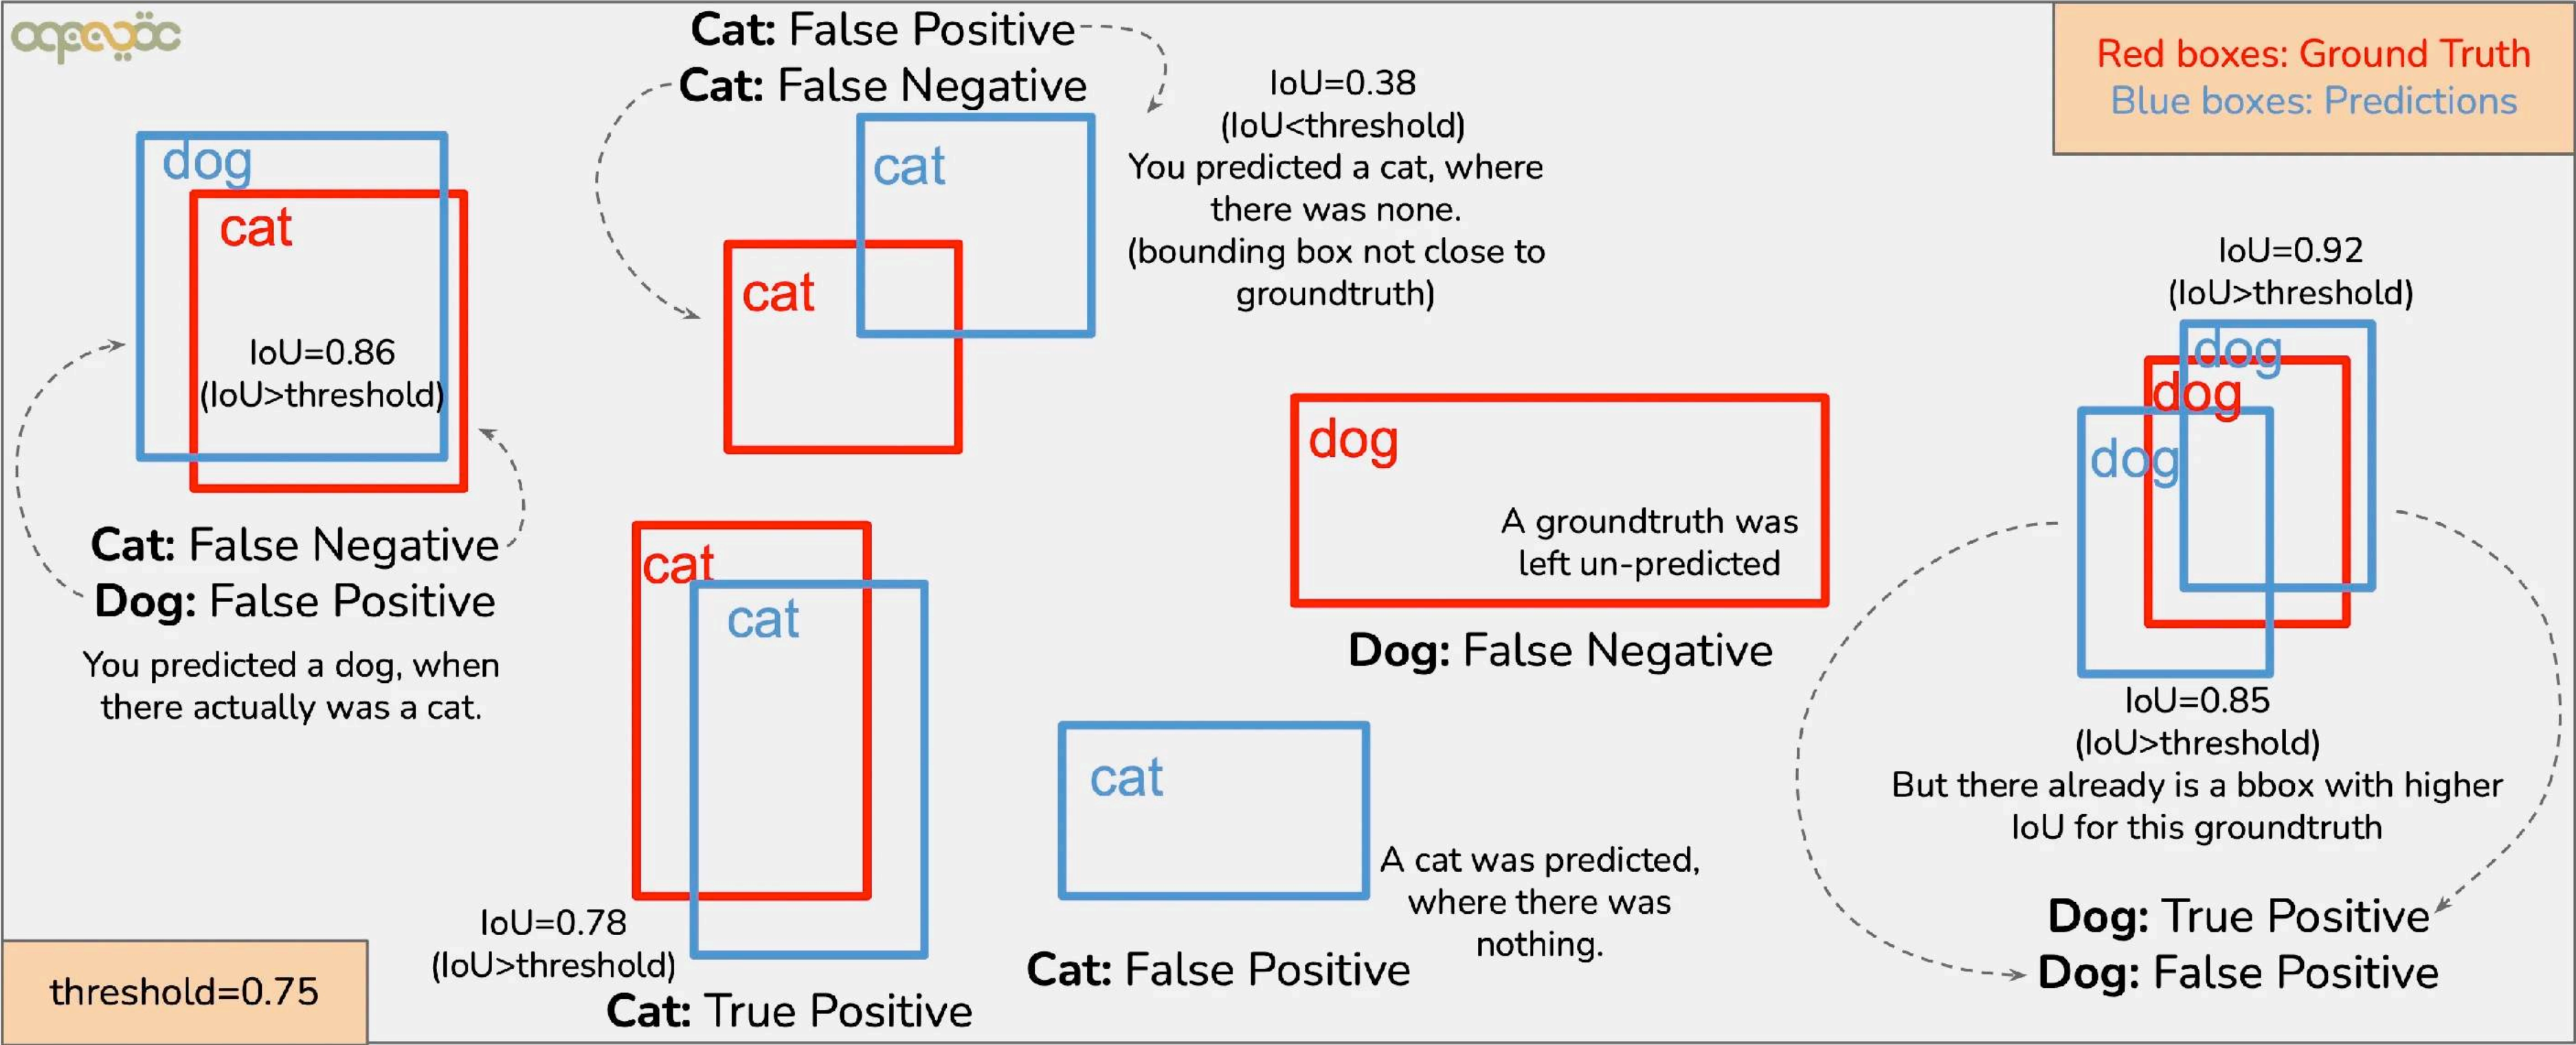 Cat: False Positive
Cat: False Negative
Red boxes: Ground Truth
Blue boxes: Predictions
dog
cat
IoU=0.86
(IoU>threshold)
Cat: False Negative
Dog: False Positive
You predicted a dog, when
there actually was a cat.
cat
cat
IoU=0.38
(IoU<threshold)
You predicted a cat, where
there was none.
(bounding box not close to
groundtruth)
cat
cat
IoU=0.78
(IoU>threshold)
Cat: True Positive
dog
A groundtruth was
left un-predicted
Dog: False Negative
cat
A cat was predicted,
where there was
nothing.
Cat: False Positive
IoU=0.92
(IoU>threshold)
dog
dog
dog
IoU=0.85
(IoU>threshold)
But there already is a bbox with higher
IoU for this groundtruth
Dog: True Positive
Dog: False Positive
threshold=0.75